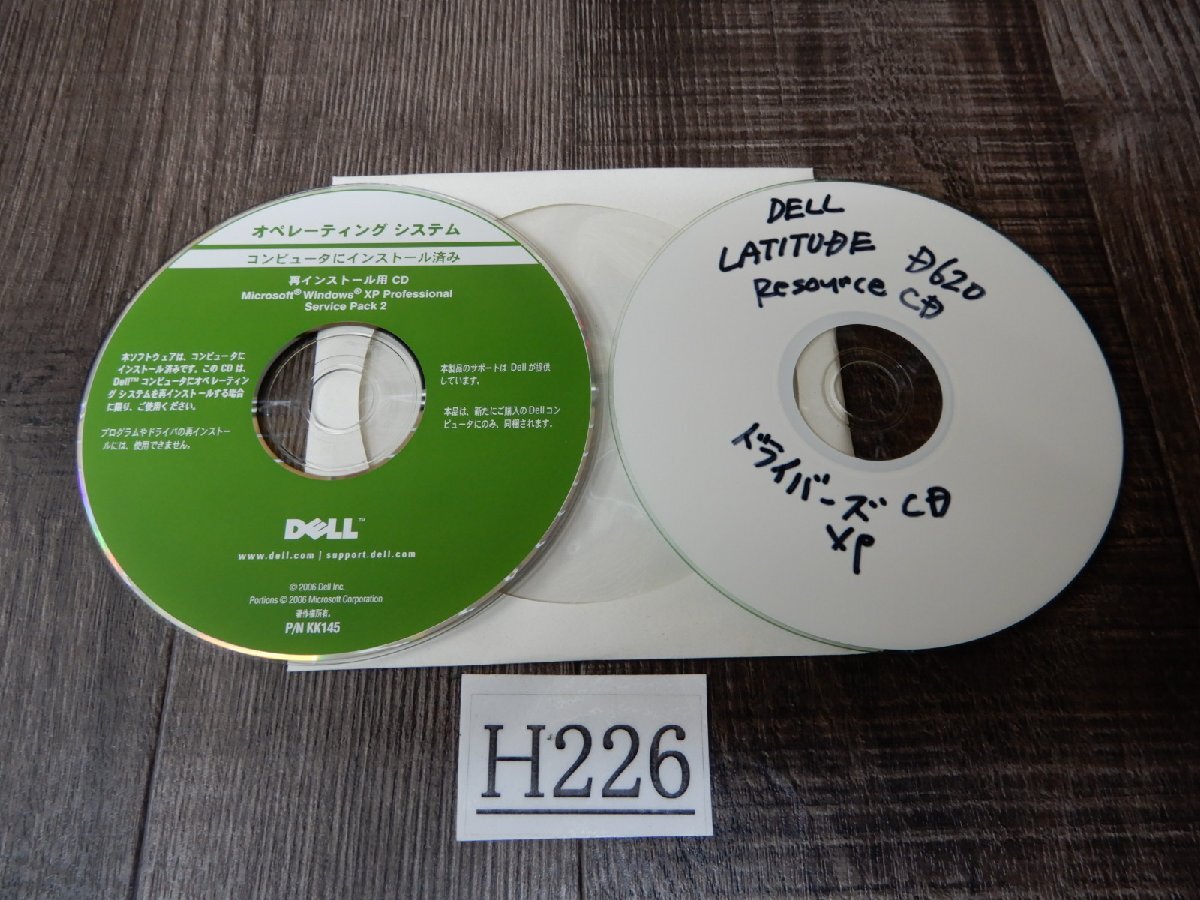 オペレーティング システム
コンピュータにインストール済み
再インストール用 CD
Microsoft® Windows® XP Professional
Service Pack 2
本ソフトウェアは、コンピュータに
インストール済みです。この CD は、
Dell™ コンピュータにオペレーティン
グ システムを再インストールする場合
に限り、ご使用ください。
プログラムやドライバの再インストー
ルには、使用できません。
本製品のサポートは Dell が提供
しています。
本品は、新たにご購入の Dell コン
ピュータにのみ、同梱されます。
DELL™
www.dell.com | support.dell.com
© 2006 Dell Inc.
Portions © 2006 Microsoft Corporation
著作権所有。
P/N KK145
DELL
LATITUDE D620
Resource CD
ドライバーズ CD
XP
H226